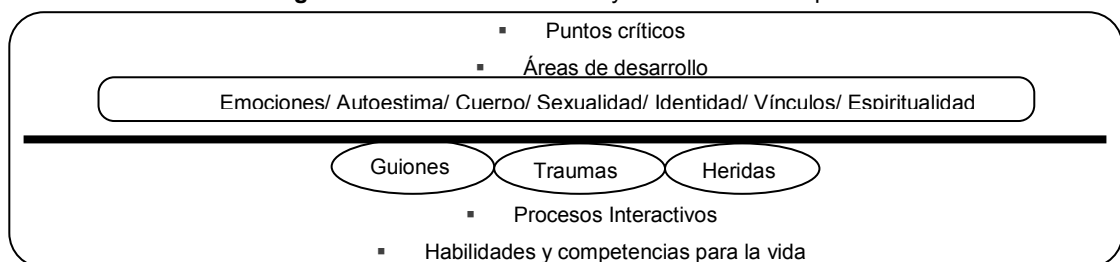 ▪ Puntos críticos
▪ Áreas de desarrollo
Emociones/ Autoestima/ Cuerpo/ Sexualidad/ Identidad/ Vínculos/ Espiritualidad
Guiones Traumas Heridas
▪ Procesos Interactivos
▪ Habilidades y competencias para la vida